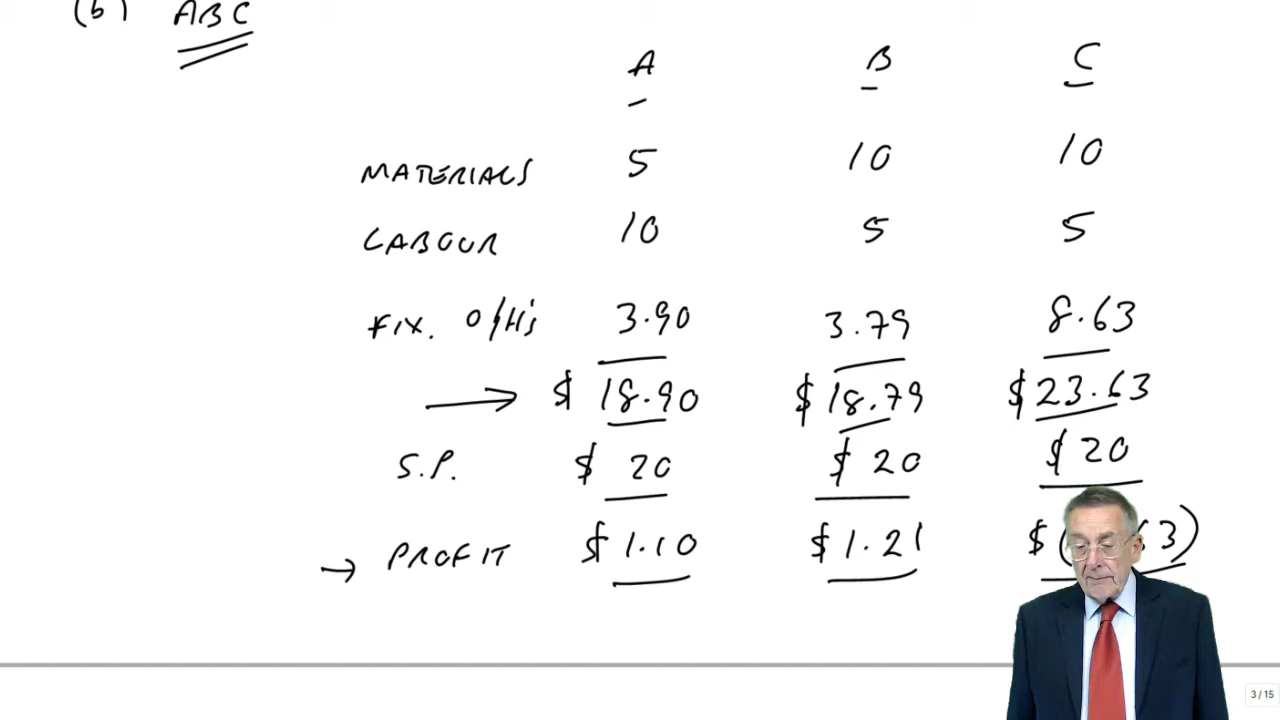 (b) ABC
A B C
MATERIALS 5 10 10
LABOUR 10 5 5
FIX. O/H's 3.90 3.79 8.63
→ $ 18.90 $ 18.79 $ 23.63
S.P. $ 20 $ 20 $ 20
→ PROFIT $ 1.10 $ 1.21 $ ( 63)
3 / 15